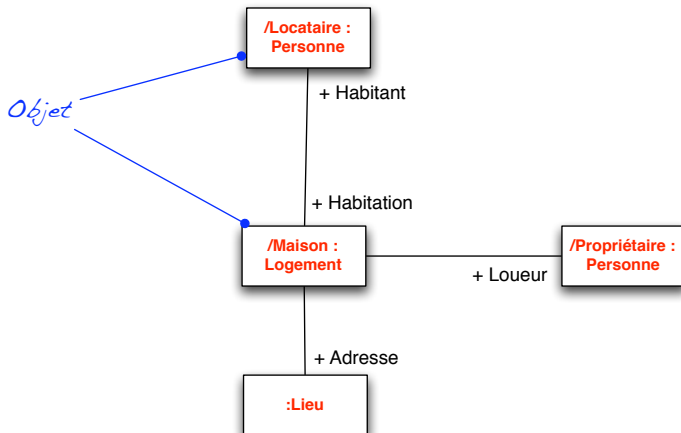 /Locataire :
Personne
+ Habitant
Objet
+ Habitation
/Maison :
Logement
/Propriétaire :
Personne
+ Loueur
+ Adresse
:Lieu